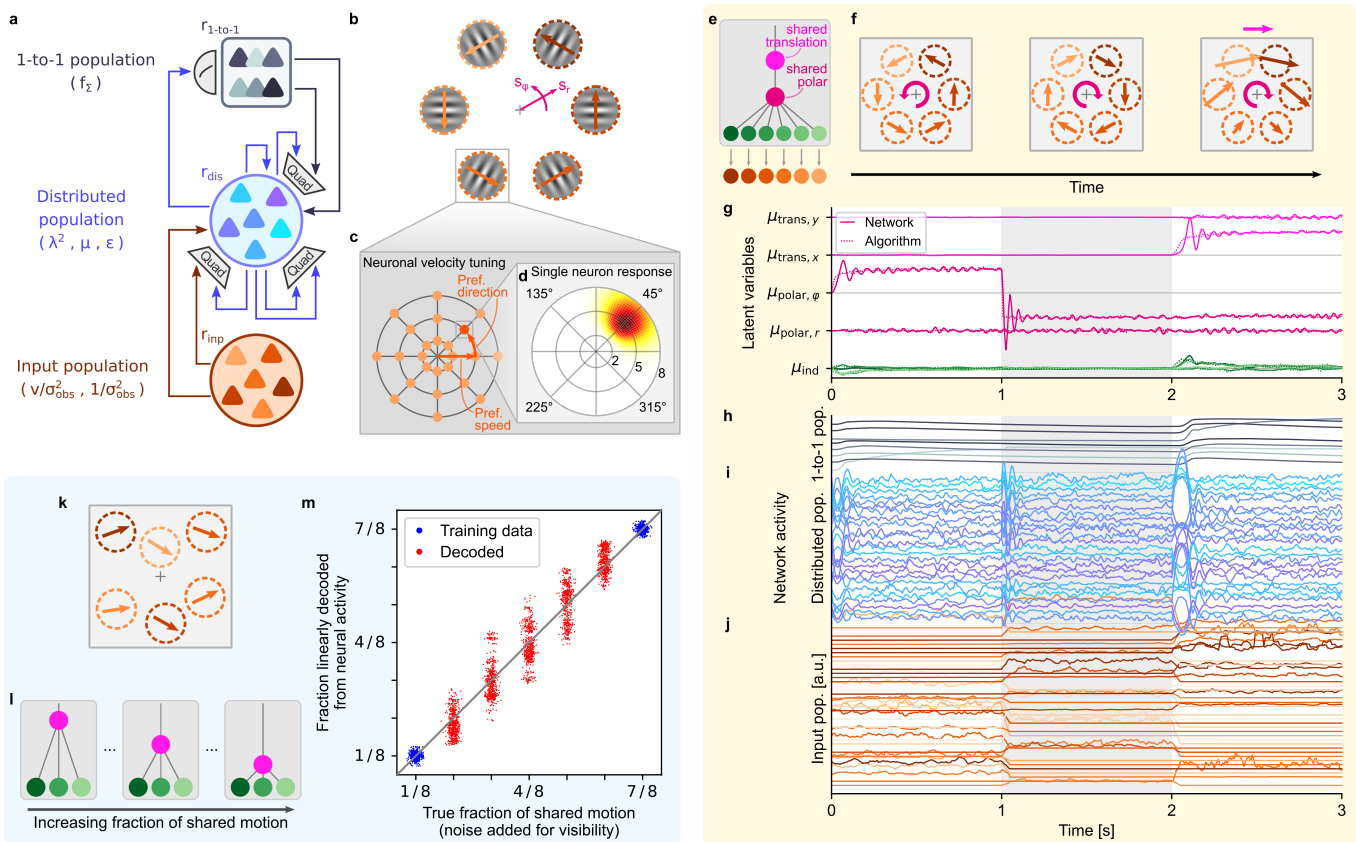 a
r1-to-1
1-to-1 population
( fΣ )
Quad
rdis
Distributed
population
( λ² , μ , ε )
Quad
Quad
rinp
Input population
( v/σ²obs , 1/σ²obs )
b
sφ
sr
c
Neuronal velocity tuning
Pref.
direction
Pref.
speed
d
Single neuron response
135°
45°
2
5
8
225°
315°
e
shared
translation
shared
polar
f
Time
g
Latent variables
μtrans, y
μtrans, x
μpolar, φ
μpolar, r
μind
Network
Algorithm
0
1
2
3
h
1-to-1 pop.
i
Network activity
Distributed pop.
j
Input pop. [a.u.]
0
1
2
3
Time [s]
k
l
...
...
Increasing fraction of shared motion
m
Fraction linearly decoded
from neural activity
7 / 8
4 / 8
1 / 8
Training data
Decoded
1 / 8
4 / 8
7 / 8
True fraction of shared motion
(noise added for visibility)